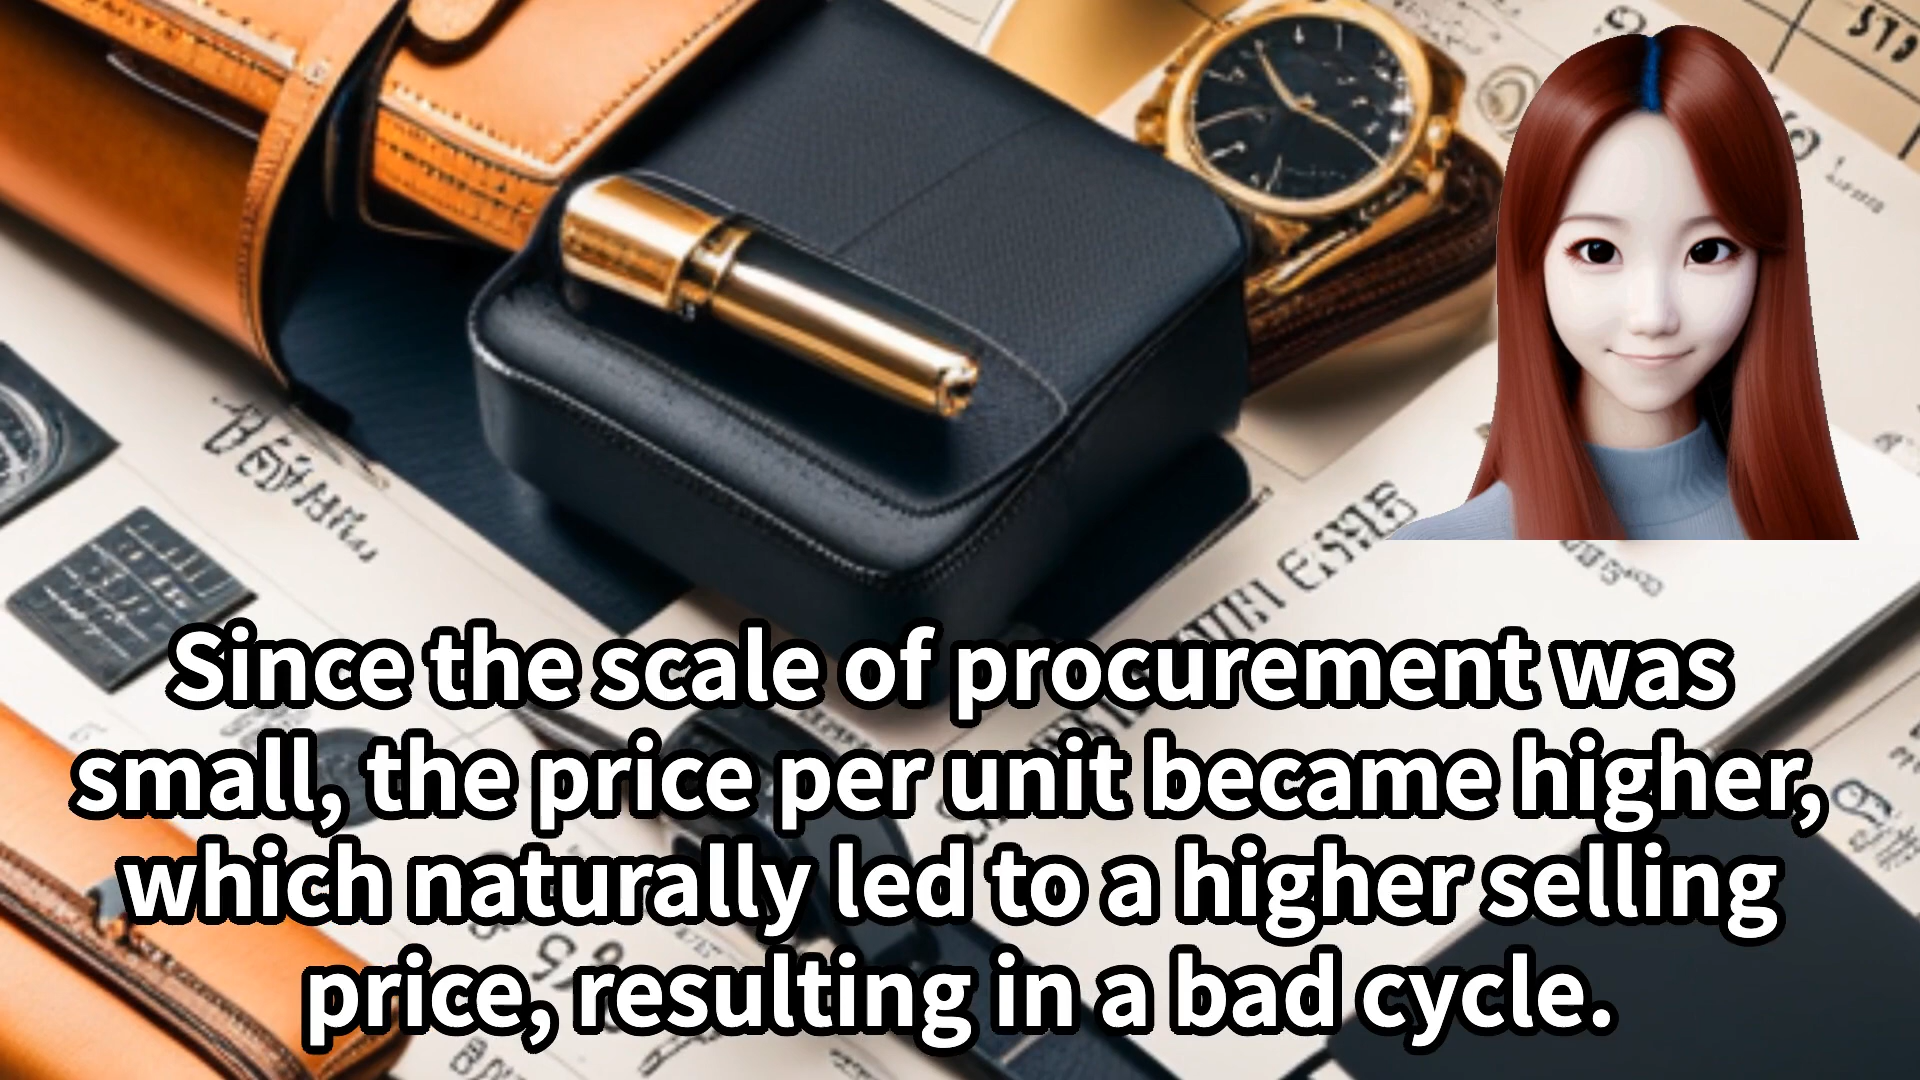 Since the scale of procurement was
small, the price per unit became higher,
which naturally led to a higher selling
price, resulting in a bad cycle.